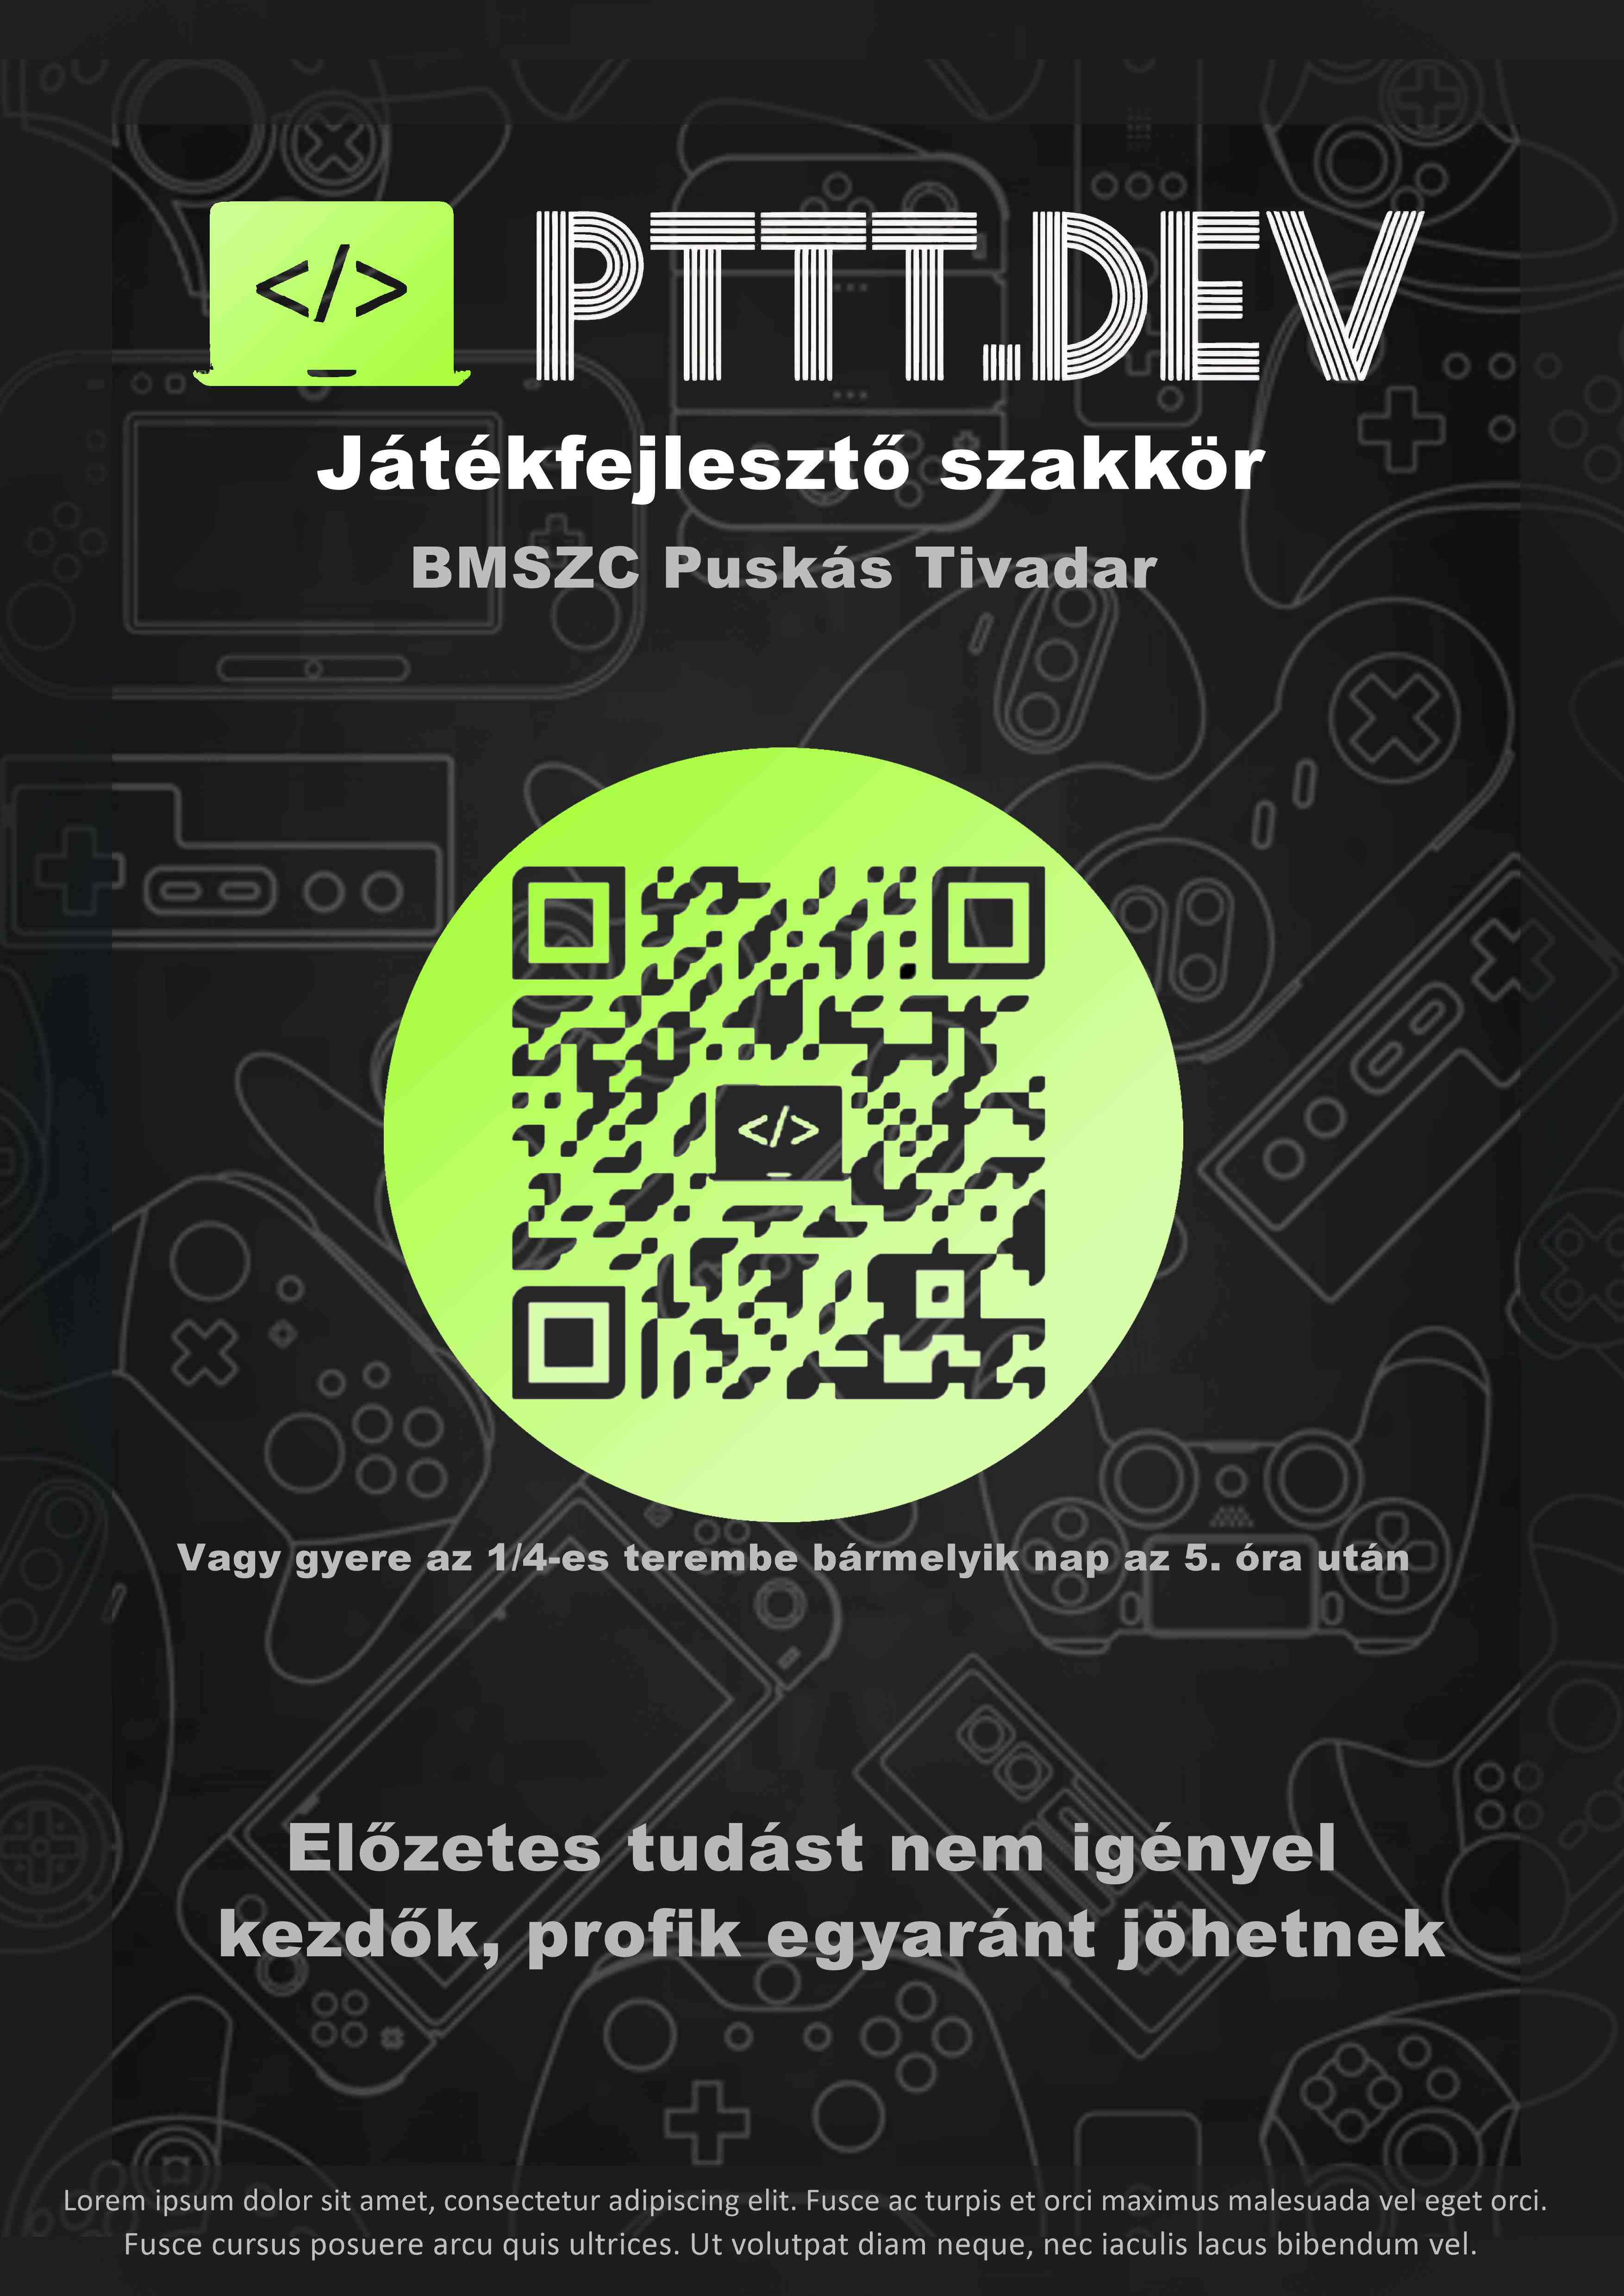 </>
PTTT.DEV
Játékfejlesztő szakkör
BMSZC Puskás Tivadar
</>
Vagy gyere az 1/4-es terembe bármelyik nap az 5. óra után
Előzetes tudást nem igényel
kezdők, profik egyaránt jöhetnek
Lorem ipsum dolor sit amet, consectetur adipiscing elit. Fusce ac turpis et orci maximus malesuada vel eget orci.
Fusce cursus posuere arcu quis ultrices. Ut volutpat diam neque, nec iaculis lacus bibendum vel.